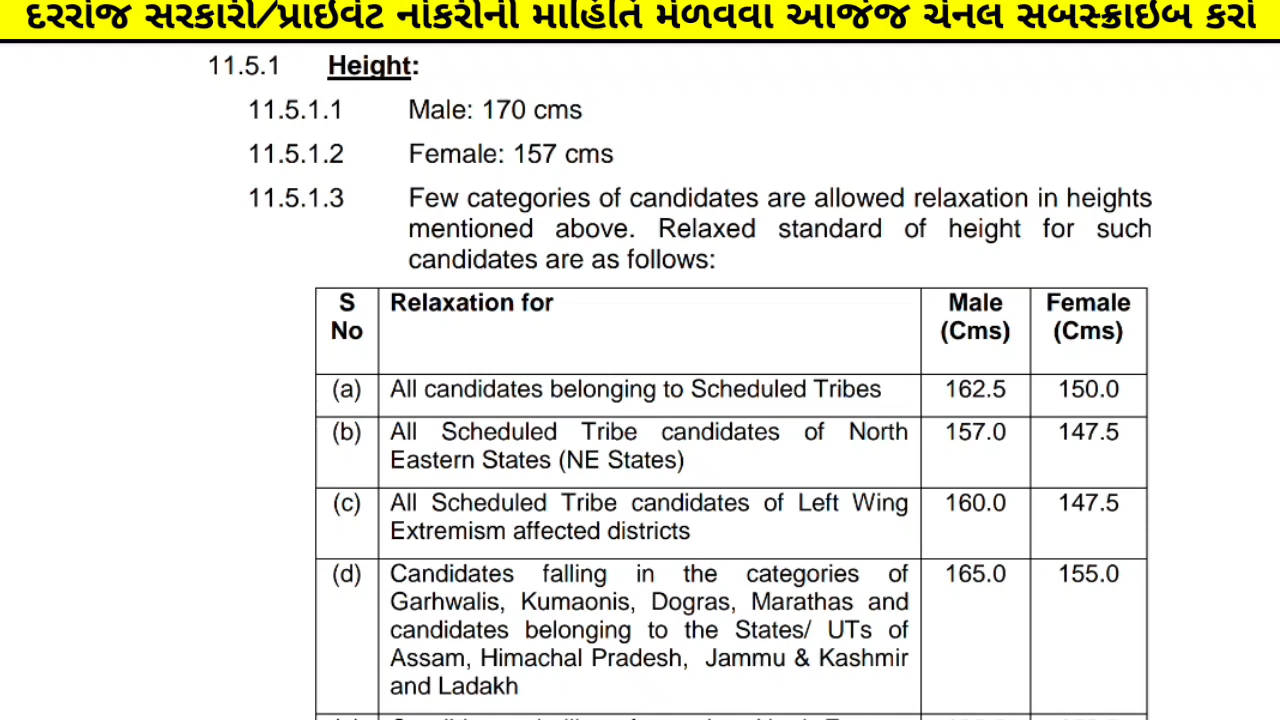 દરરોજ સરકારી/પ્રાઇવેટ નોકરીની માહિતિ મેળવવા આજેજ ચેનલ સબસ્ક્રાઇબ કરો
11.5.1 Height:
11.5.1.1 Male: 170 cms
11.5.1.2 Female: 157 cms
11.5.1.3 Few categories of candidates are allowed relaxation in heights
mentioned above. Relaxed standard of height for such
candidates are as follows:
S Relaxation for Male Female
No (Cms) (Cms)
(a) All candidates belonging to Scheduled Tribes 162.5 150.0
(b) All Scheduled Tribe candidates of North 157.0 147.5
Eastern States (NE States)
(c) All Scheduled Tribe candidates of Left Wing 160.0 147.5
Extremism affected districts
(d) Candidates falling in the categories of 165.0 155.0
Garhwalis, Kumaonis, Dogras, Marathas and
candidates belonging to the States/ UTs of
Assam, Himachal Pradesh, Jammu & Kashmir
and Ladakh